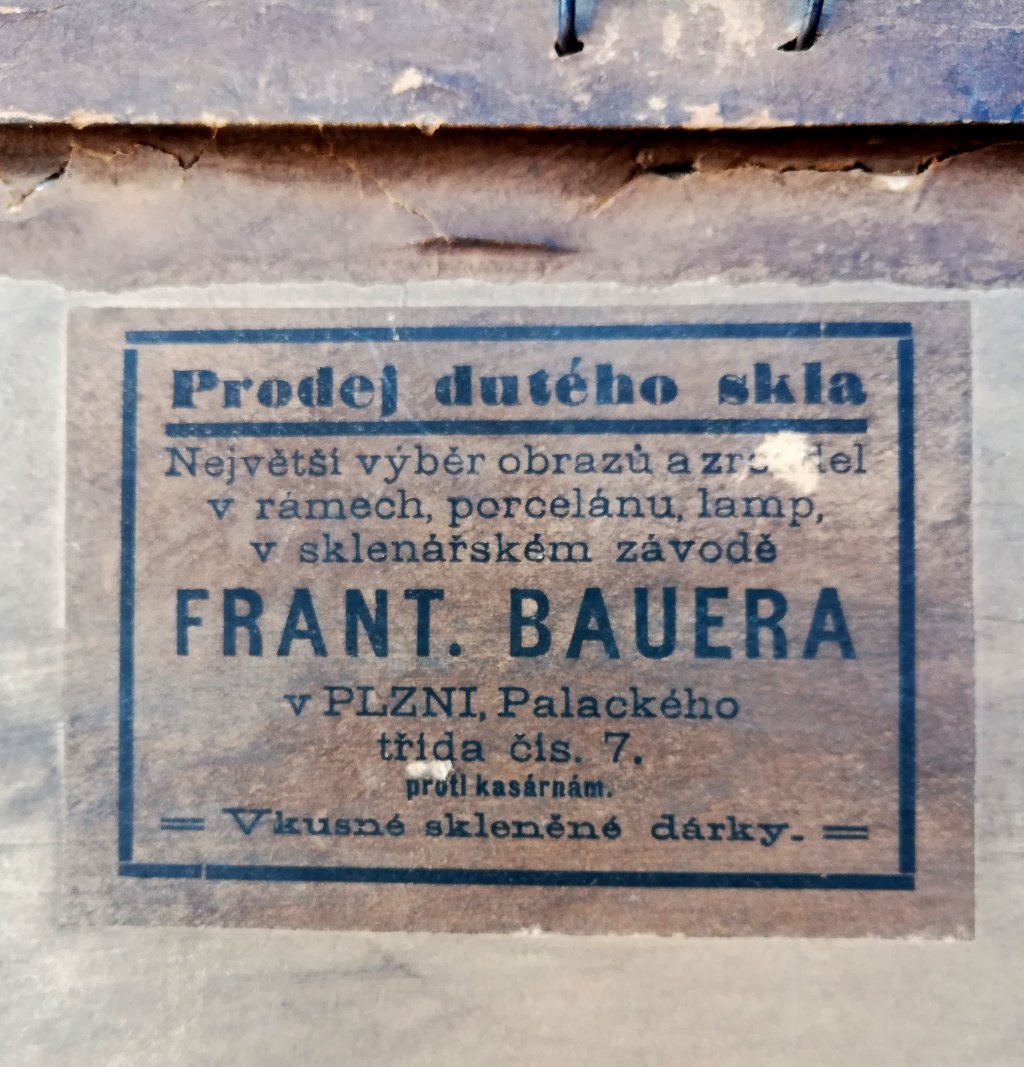 Prodej dutého skla
Největší výběr obrazů a zrcadel
v rámech, porcelánu, lamp,
v sklenářském závodě
FRANT. BAUERA
v PLZNI, Palackého
třída čís. 7.
proti kasárnám.
= Vkusné skleněné dárky. =